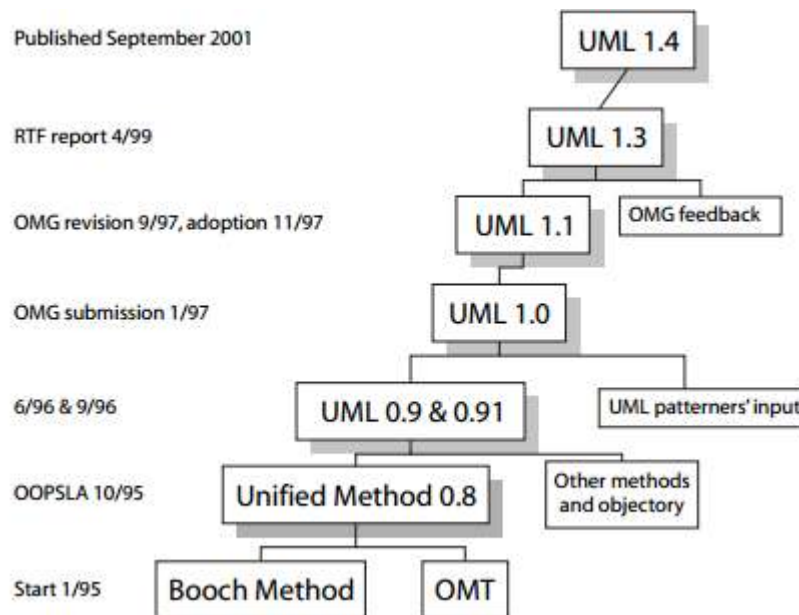 Published September 2001
UML 1.4
RTF report 4/99
UML 1.3
OMG revision 9/97, adoption 11/97
UML 1.1
OMG feedback
OMG submission 1/97
UML 1.0
6/96 & 9/96
UML 0.9 & 0.91
UML patterners' input
OOPSLA 10/95
Unified Method 0.8
Other methods
and objectory
Start 1/95
Booch Method
OMT